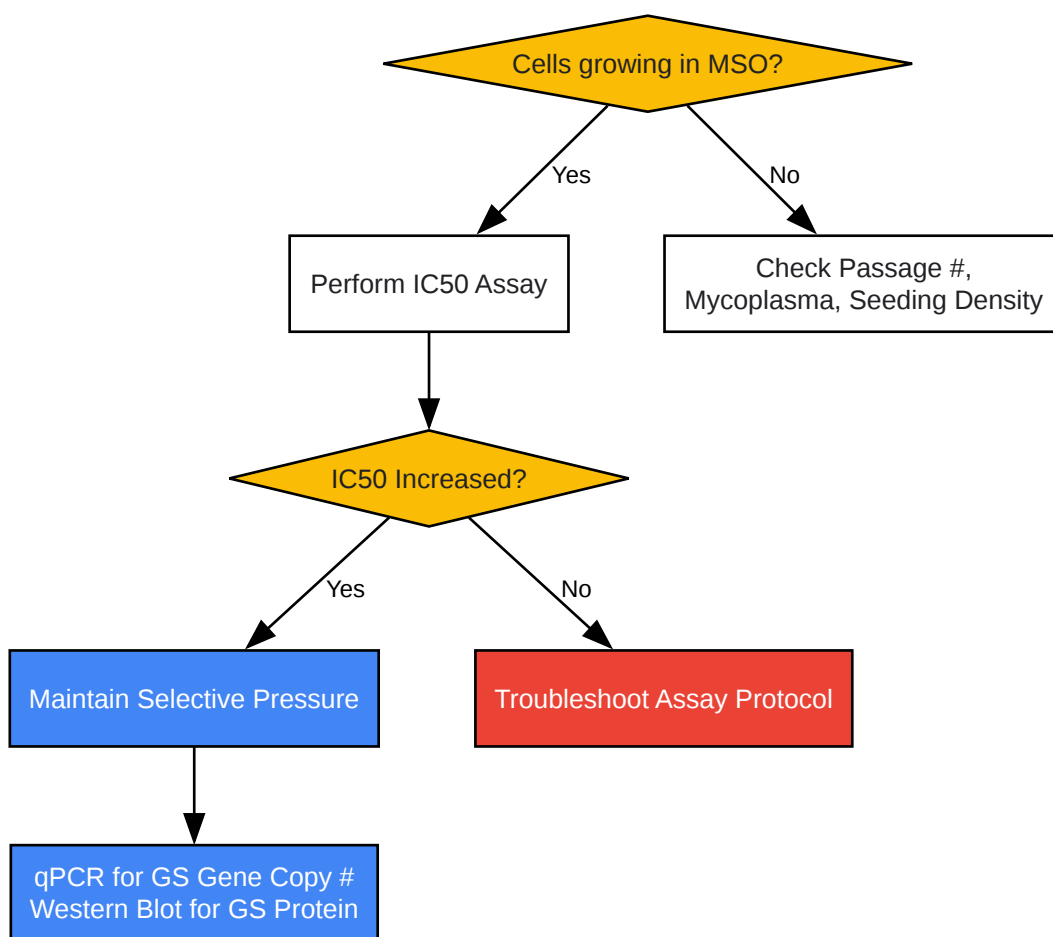 Cells growing in MSO?
Yes
No
Perform IC50 Assay
Check Passage #,
Mycoplasma, Seeding Density
IC50 Increased?
Yes
No
Maintain Selective Pressure
Troubleshoot Assay Protocol
qPCR for GS Gene Copy #
Western Blot for GS Protein